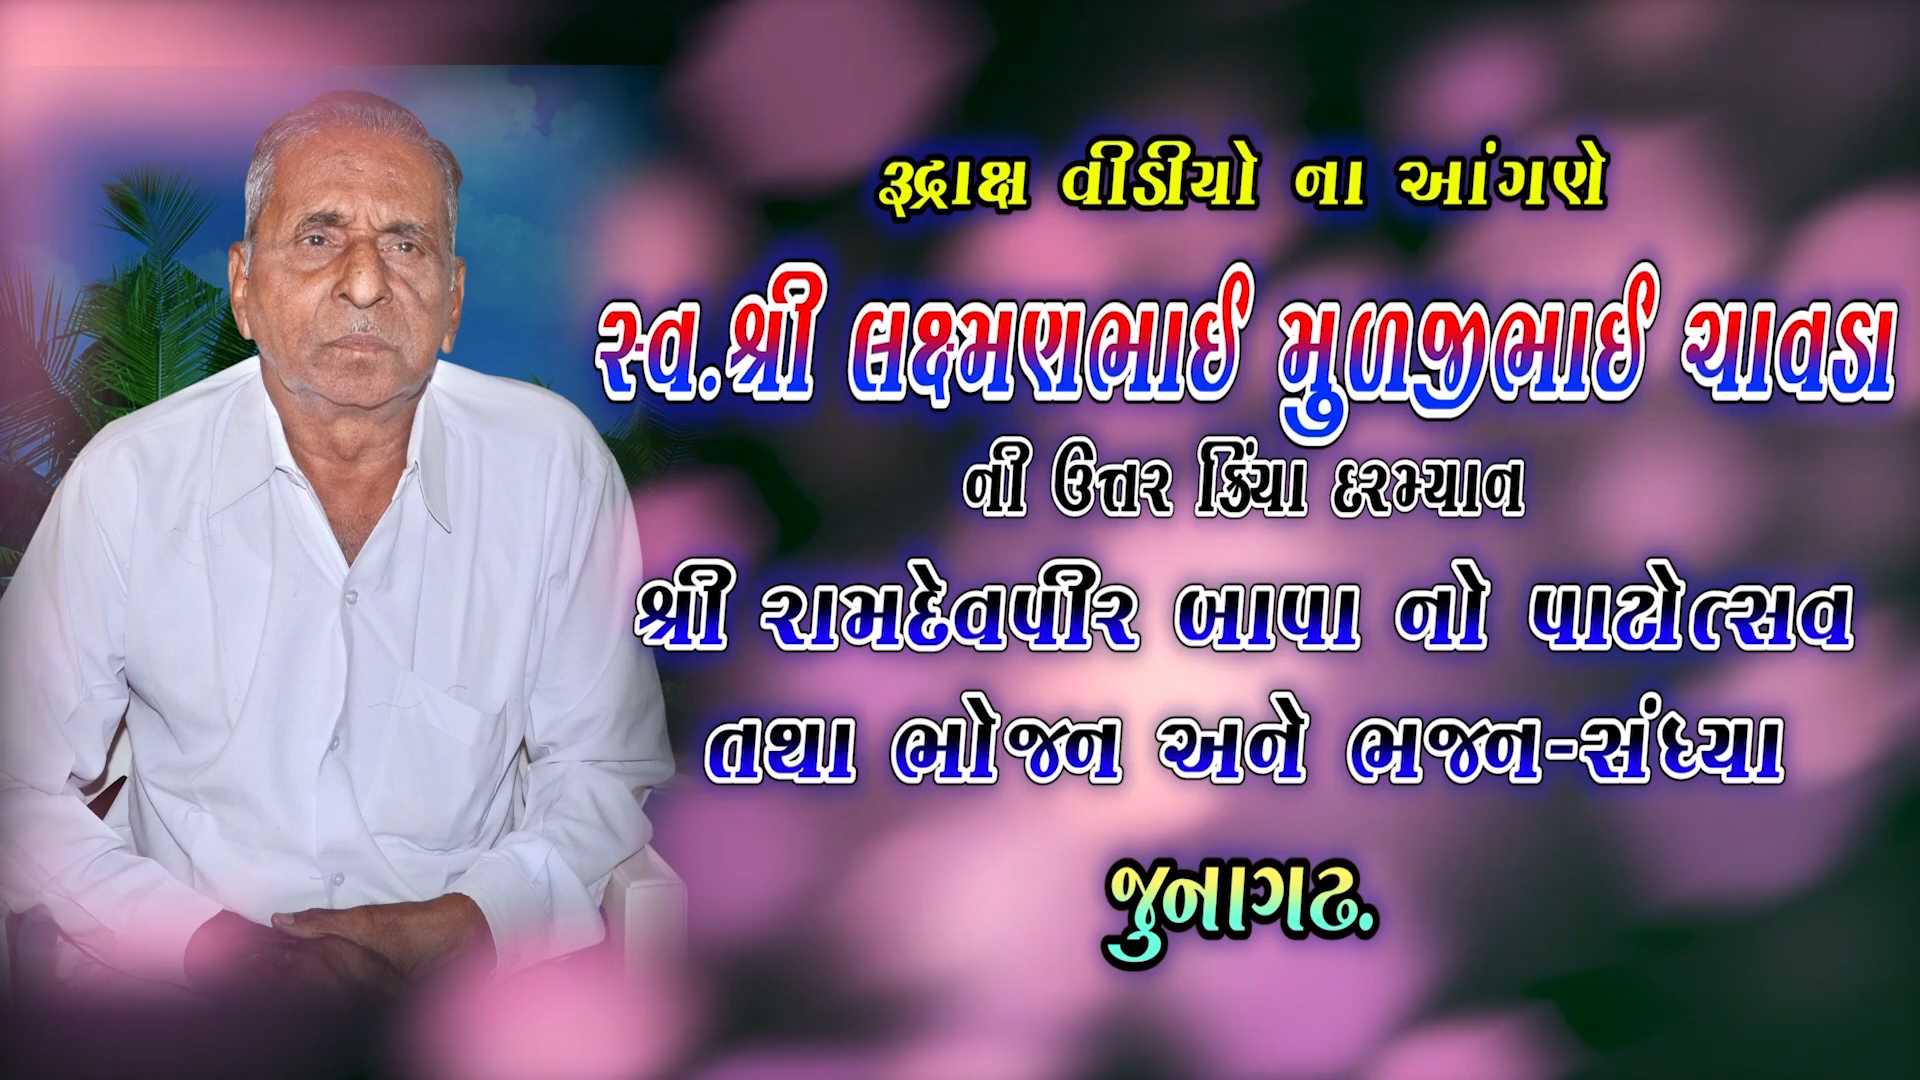 રૂદ્રાક્ષ વીડીયો ના આંગણે
સ્વ.શ્રી લક્ષ્મણભાઈ મુળજીભાઈ ચાવડા
ની ઉત્તર ક્રિંયા દરમ્યાન
શ્રી રામદેવપીર બાપા નો પાટોત્સવ
તથા ભોજન અને ભજન-સંધ્યા
જુનાગઢ.